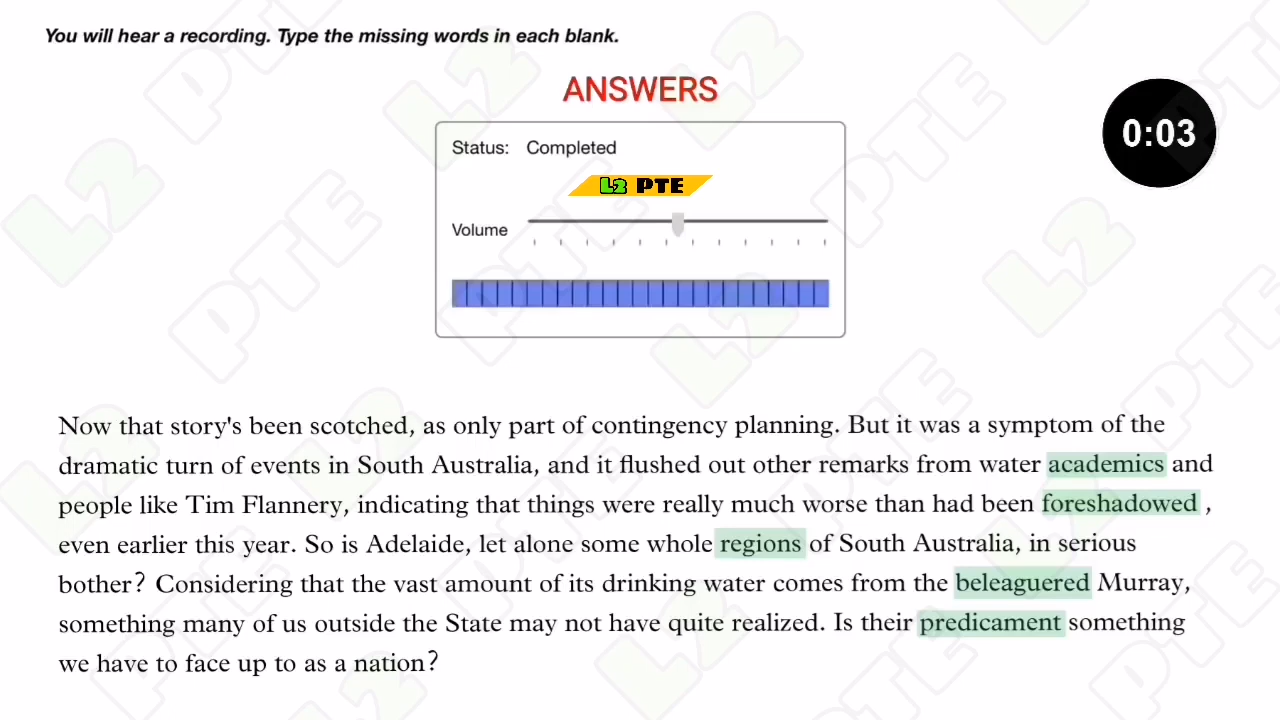 You will hear a recording. Type the missing words in each blank.
ANSWERS
0:03
Status: Completed
L2 PTE
Volume
Now that story's been scotched, as only part of contingency planning. But it was a symptom of the
dramatic turn of events in South Australia, and it flushed out other remarks from water academics and
people like Tim Flannery, indicating that things were really much worse than had been foreshadowed ,
even earlier this year. So is Adelaide, let alone some whole regions of South Australia, in serious
bother? Considering that the vast amount of its drinking water comes from the beleaguered Murray,
something many of us outside the State may not have quite realized. Is their predicament something
we have to face up to as a nation?